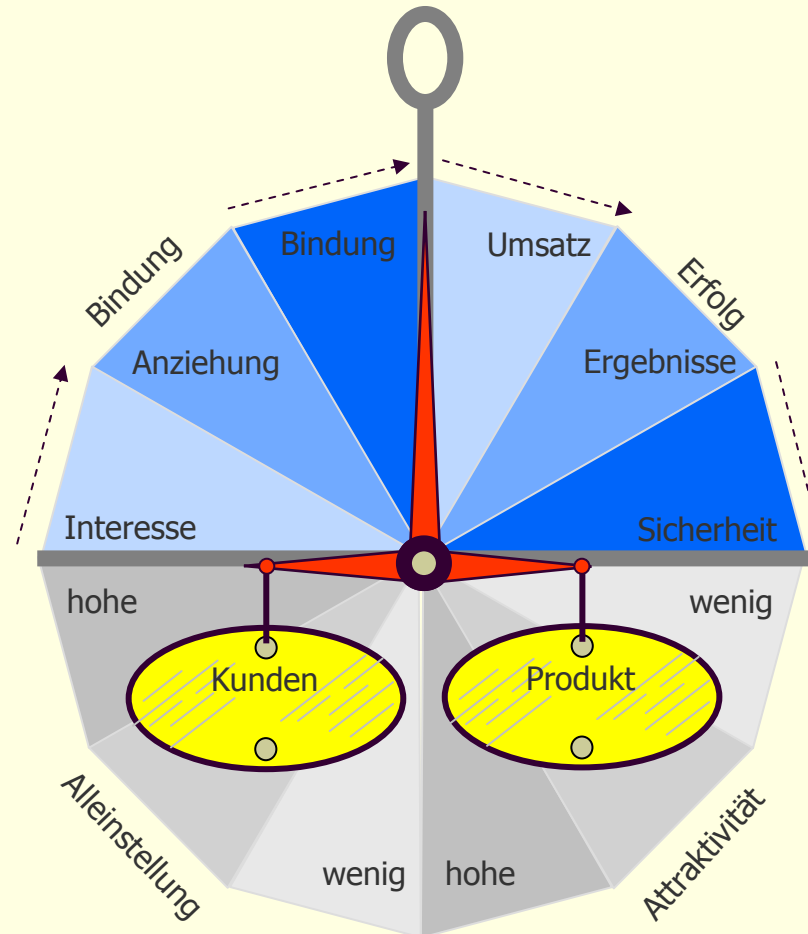 Bindung
Umsatz
Bindung
Erfolg
Anziehung
Ergebnisse
Interesse
Sicherheit
hohe
wenig
Kunden
Produkt
Alleinstellung
Attraktivität
wenig
hohe